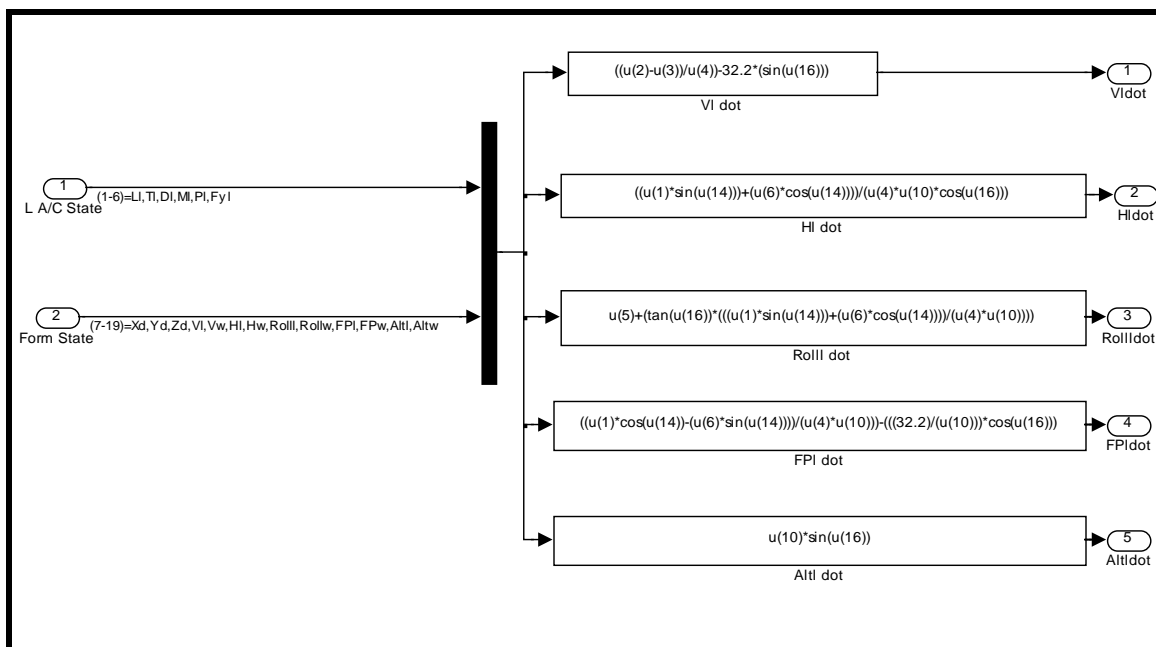 ((u(2)-u(3))/u(4))-32.2*(sin(u(16)))
Vl dot
1
Vldot
1
(1-6)=Ll,Tl,Dl,Ml,Pl,Fyl
L A/C State
((u(1)*sin(u(14)))+(u(6)*cos(u(14))))/(u(4)*u(10)*cos(u(16)))
Hl dot
2
Hldot
2
(7-19)=Xd,Yd,Zd,Vl,Vw,Hl,Hw,Rolll,Rollw,FPl,FPw,Altl,Altw
Form State
u(5)+(tan(u(16))*(((u(1)*sin(u(14)))+(u(6)*cos(u(14))))/(u(4)*u(10))))
Rolll dot
3
Rollldot
((u(1)*cos(u(14))-(u(6)*sin(u(14))))/(u(4)*u(10)))-(((32.2)/(u(10)))*cos(u(16)))
FPl dot
4
FPldot
u(10)*sin(u(16))
Altl dot
5
Altldot